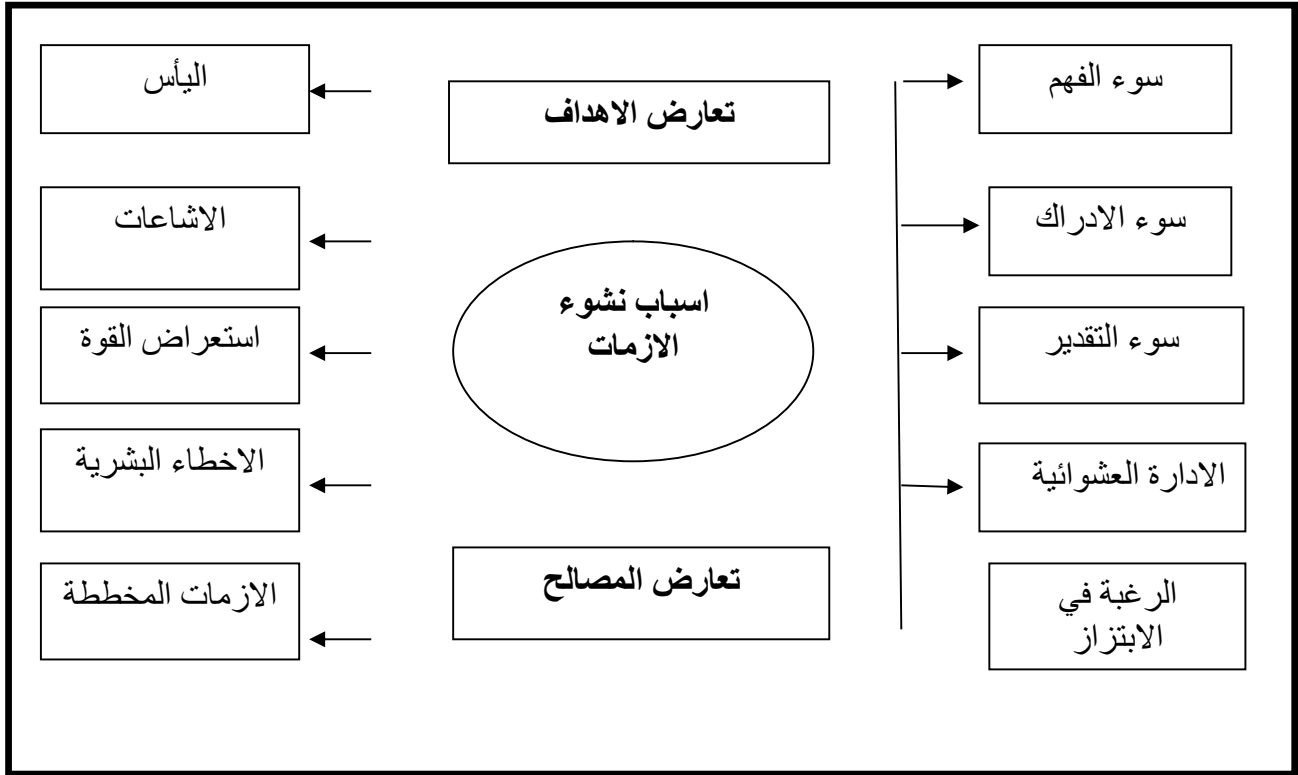 سوء الفهم
تعارض الاهداف
اليأس
سوء الادراك
الاشاعات
اسباب نشوء
الازمات
سوء التقدير
استعراض القوة
الادارة العشوائية
الاخطاء البشرية
الرغبة في
الابتزاز
تعارض المصالح
الازمات المخططة